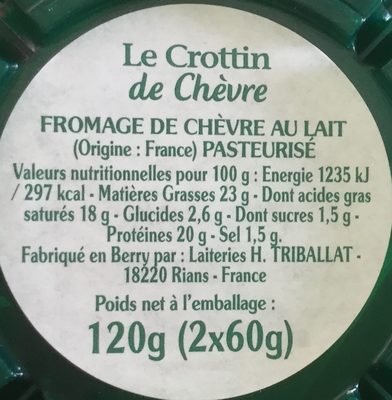 Le Crottin
de Chèvre
FROMAGE DE CHÈVRE AU LAIT
(Origine : France) PASTEURISÉ
Valeurs nutritionnelles pour 100 g : Energie 1235 kJ
/ 297 kcal - Matières Grasses 23 g - Dont acides gras
saturés 18 g - Glucides 2,6 g - Dont sucres 1,5 g -
Protéines 20 g - Sel 1,5 g.
Fabriqué en Berry par : Laiteries H. TRIBALLAT -
18220 Rians - France
Poids net à l'emballage :
120g (2x60g)